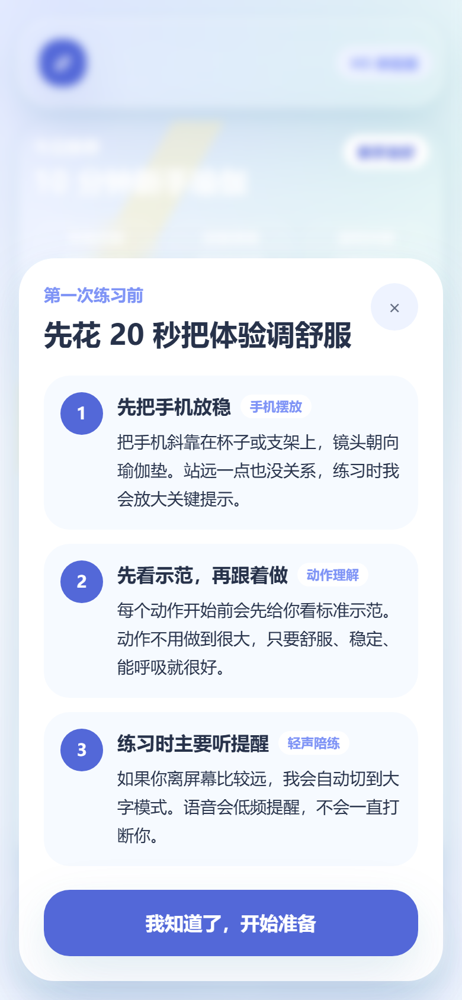 第一次练习前
先花 20 秒把体验调舒服
×
1
先把手机放稳 手机摆放
把手机斜靠在杯子或支架上，镜头朝向
瑜伽垫。站远一点也没关系，练习时我
会放大关键提示。
2
先看示范，再跟着做 动作理解
每个动作开始前会先给你看标准示范。
动作不用做到很大，只要舒服、稳定、
能呼吸就很好。
3
练习时主要听提醒 轻声陪练
如果你离屏幕比较远，我会自动切到大
字模式。语音会低频提醒，不会一直打
断你。
我知道了，开始准备